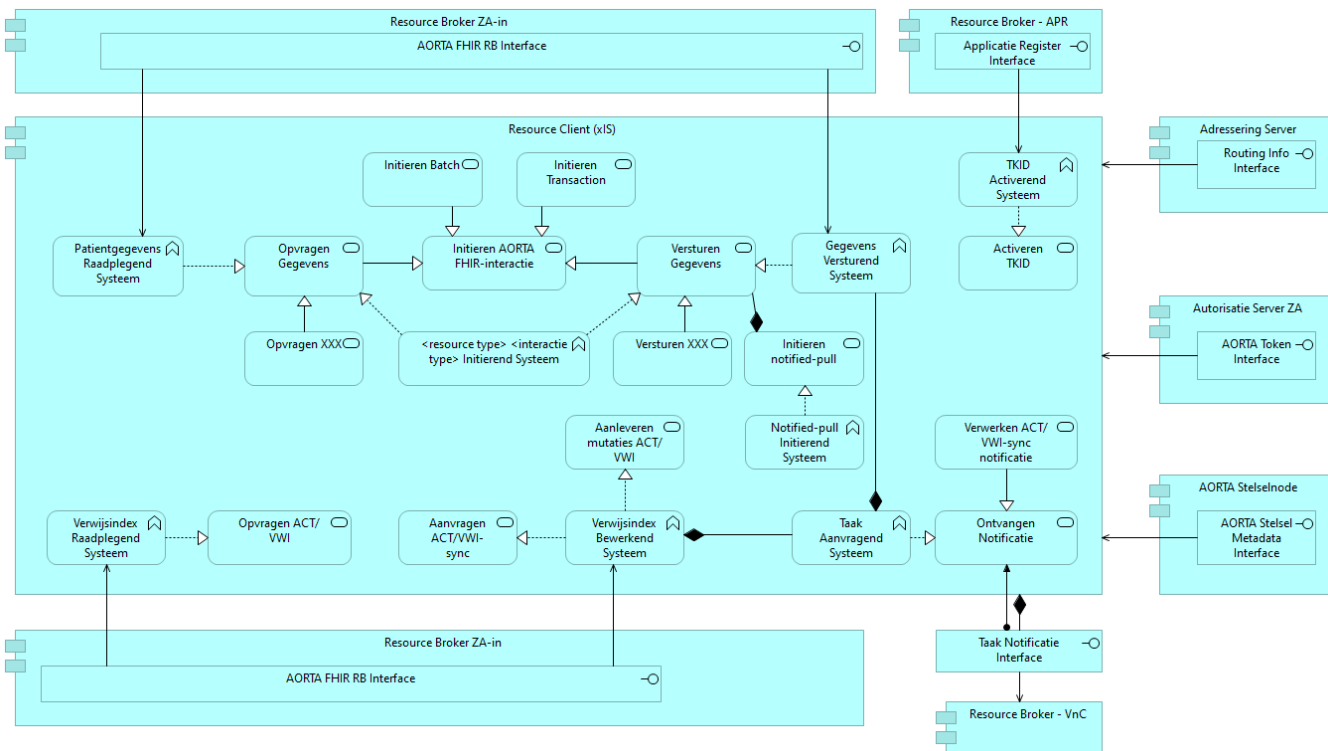 Resource Broker ZA-in
AORTA FHIR RB Interface
Resource Broker - APR
Applicatie Register
Interface
Resource Client (xIS)
Adressering Server
Routing Info
Interface
Initieren Batch
Initieren
Transaction
TKID
Activerend
Systeem
Patientgegevens
Raadplegend
Systeem
Opvragen
Gegevens
Initieren AORTA
FHIR-interactie
Versturen
Gegevens
Gegevens
Versturend
Systeem
Activeren
TKID
Autorisatie Server ZA
AORTA Token
Interface
Opvragen XXX
<resource type> <interactie
type> Initierend Systeem
Versturen XXX
Initieren
notified-pull
Aanleveren
mutaties ACT/
VWI
Notified-pull
Initierend
Systeem
Verwerken ACT/
VWI-sync
notificatie
AORTA Stelselnode
AORTA Stelsel
Metadata
Interface
Verwijsindex
Raadplegend
Systeem
Opvragen ACT/
VWI
Aanvragen
ACT/VWI-
sync
Verwijsindex
Bewerkend
Systeem
Taak
Aanvragend
Systeem
Ontvangen
Notificatie
Resource Broker ZA-in
AORTA FHIR RB Interface
Taak Notificatie
Interface
Resource Broker - VnC